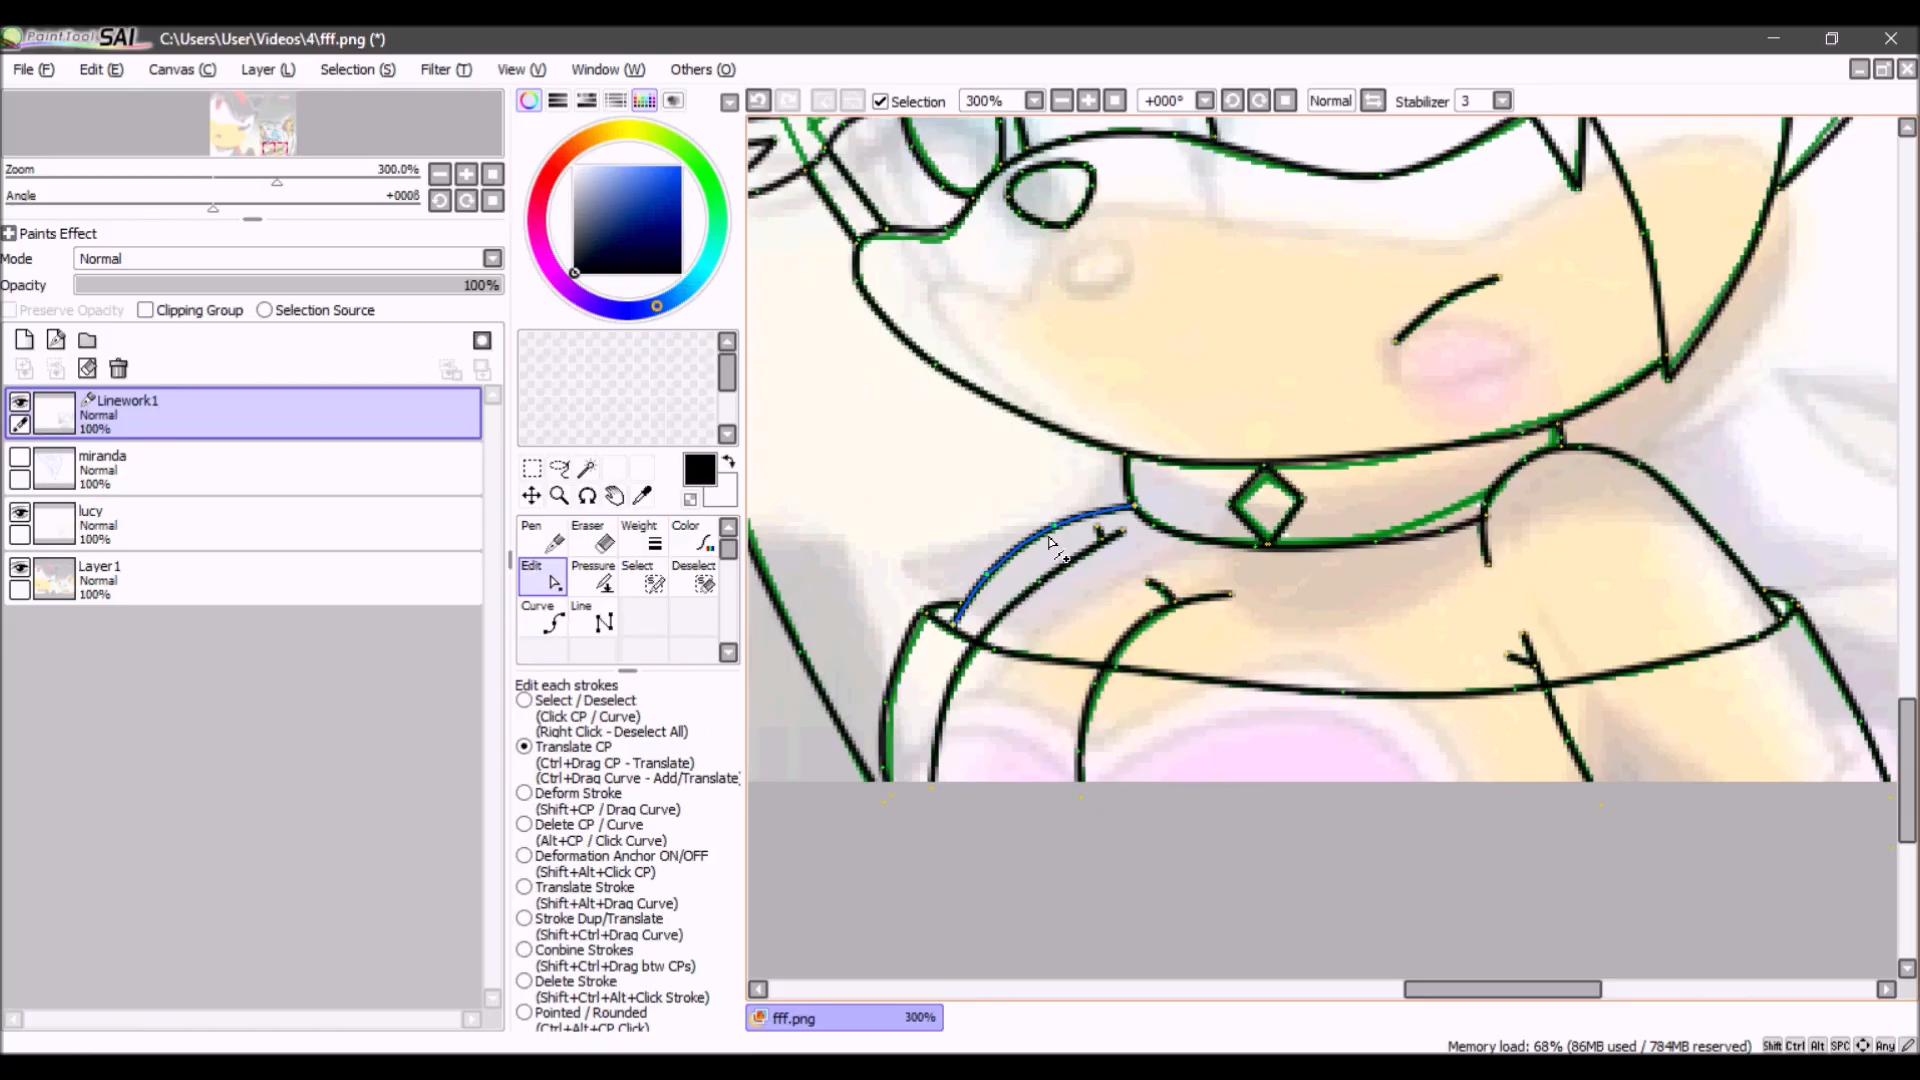 PaintTool SAI C:\Users\User\Videos\4\fff.png (*)
File (F) Edit (E) Canvas (C) Layer (L) Selection (S) Filter (T) View (V) Window (W) Others (O)
Selection 300% +000° Normal Stabilizer 3
Zoom 300.0%
Angle +000ß
Paints Effect
Mode Normal
Opacity 100%
Preserve Opacity Clipping Group Selection Source
Linework1
Normal
100%
miranda
Normal
100%
lucy
Normal
100%
Layer1
Normal
100%
Pen Eraser Weight Color
Edit Pressure Select Deselect
Curve Line
Edit each strokes
Select / Deselect
(Click CP / Curve)
(Right Click - Deselect All)
Translate CP
(Ctrl+Drag CP - Translate)
(Ctrl+Drag Curve - Add/Translate)
Deform Stroke
(Shift+CP / Drag Curve)
Delete CP / Curve
(Alt+CP / Click Curve)
Deformation Anchor ON/OFF
(Shift+Alt+Click CP)
Translate Stroke
(Shift+Alt+Drag Curve)
Stroke Dup/Translate
(Shift+Ctrl+Drag Curve)
Conbine Strokes
(Shift+Ctrl+Drag btw CPs)
Delete Stroke
(Shift+Ctrl+Alt+Click Stroke)
Pointed / Rounded
(Ctrl+Alt+CP Click)
fff.png 300%
Memory load: 68% (86MB used / 784MB reserved) Shift Ctrl Alt SPC Any